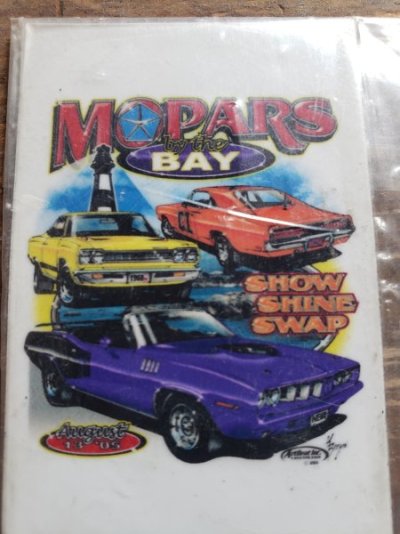 MOPARS
by the
BAY
SHOW
SHINE
SWAP
August
13 '05